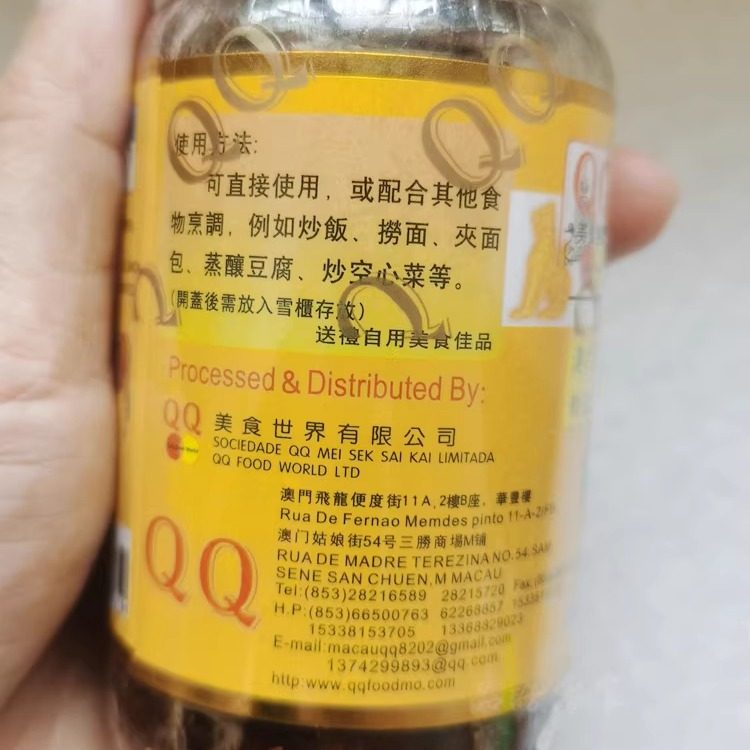 使用方法:
可直接使用，或配合其他食
物烹調，例如炒飯、撈面、夾面
包、蒸釀豆腐、炒空心菜等。
(開蓋後需放入雪櫃存放)
送禮自用美食佳品
Processed & Distributed By:
QQ 美食世界有限公司
SOCIEDADE QQ MEI SEK SAI KAI LIMITADA
QQ FOOD WORLD LTD
澳門飛龍便度街11A,2樓B座，華豐樓
Rua De Fernao Memdes pinto 11-A-2
澳门姑娘街54号三勝商場M铺
RUA DE MADRE TEREZINA NO.54.SAM
SENE SAN CHUEN,M MACAU
Tel:(853)28216589 28215720 Fax:
H.P:(853)66500763 62268857
15338153705 13368829023
E-mail:macauqq8202@gmail.com
1374299893@qq.com
http:www.qqfoodmo.com
QQ